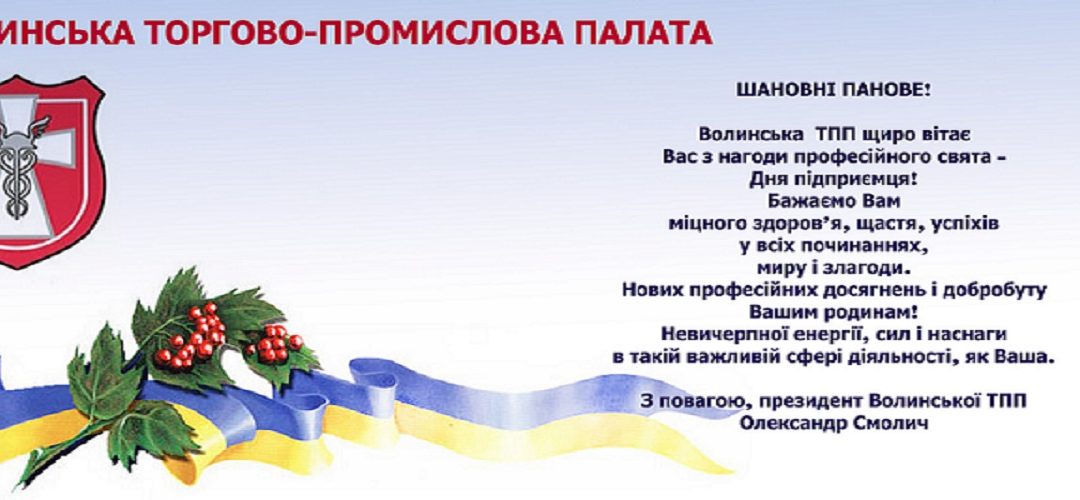 ИНСЬКА ТОРГОВО-ПРОМИСЛОВА ПАЛАТА
ШАНОВНІ ПАНОВЕ!
Волинська ТПП щиро вітає
Вас з нагоди професійного свята –
Дня підприємця!
Бажаємо Вам
міцного здоров’я, щастя, успіхів
у всіх починаннях,
миру і злагоди.
Нових професійних досягнень і добробуту
Вашим родинам!
Невичерпної енергії, сил і наснаги
в такій важливій сфері діяльності, як Ваша.
З повагою, президент Волинської ТПП
Олександр Смолич